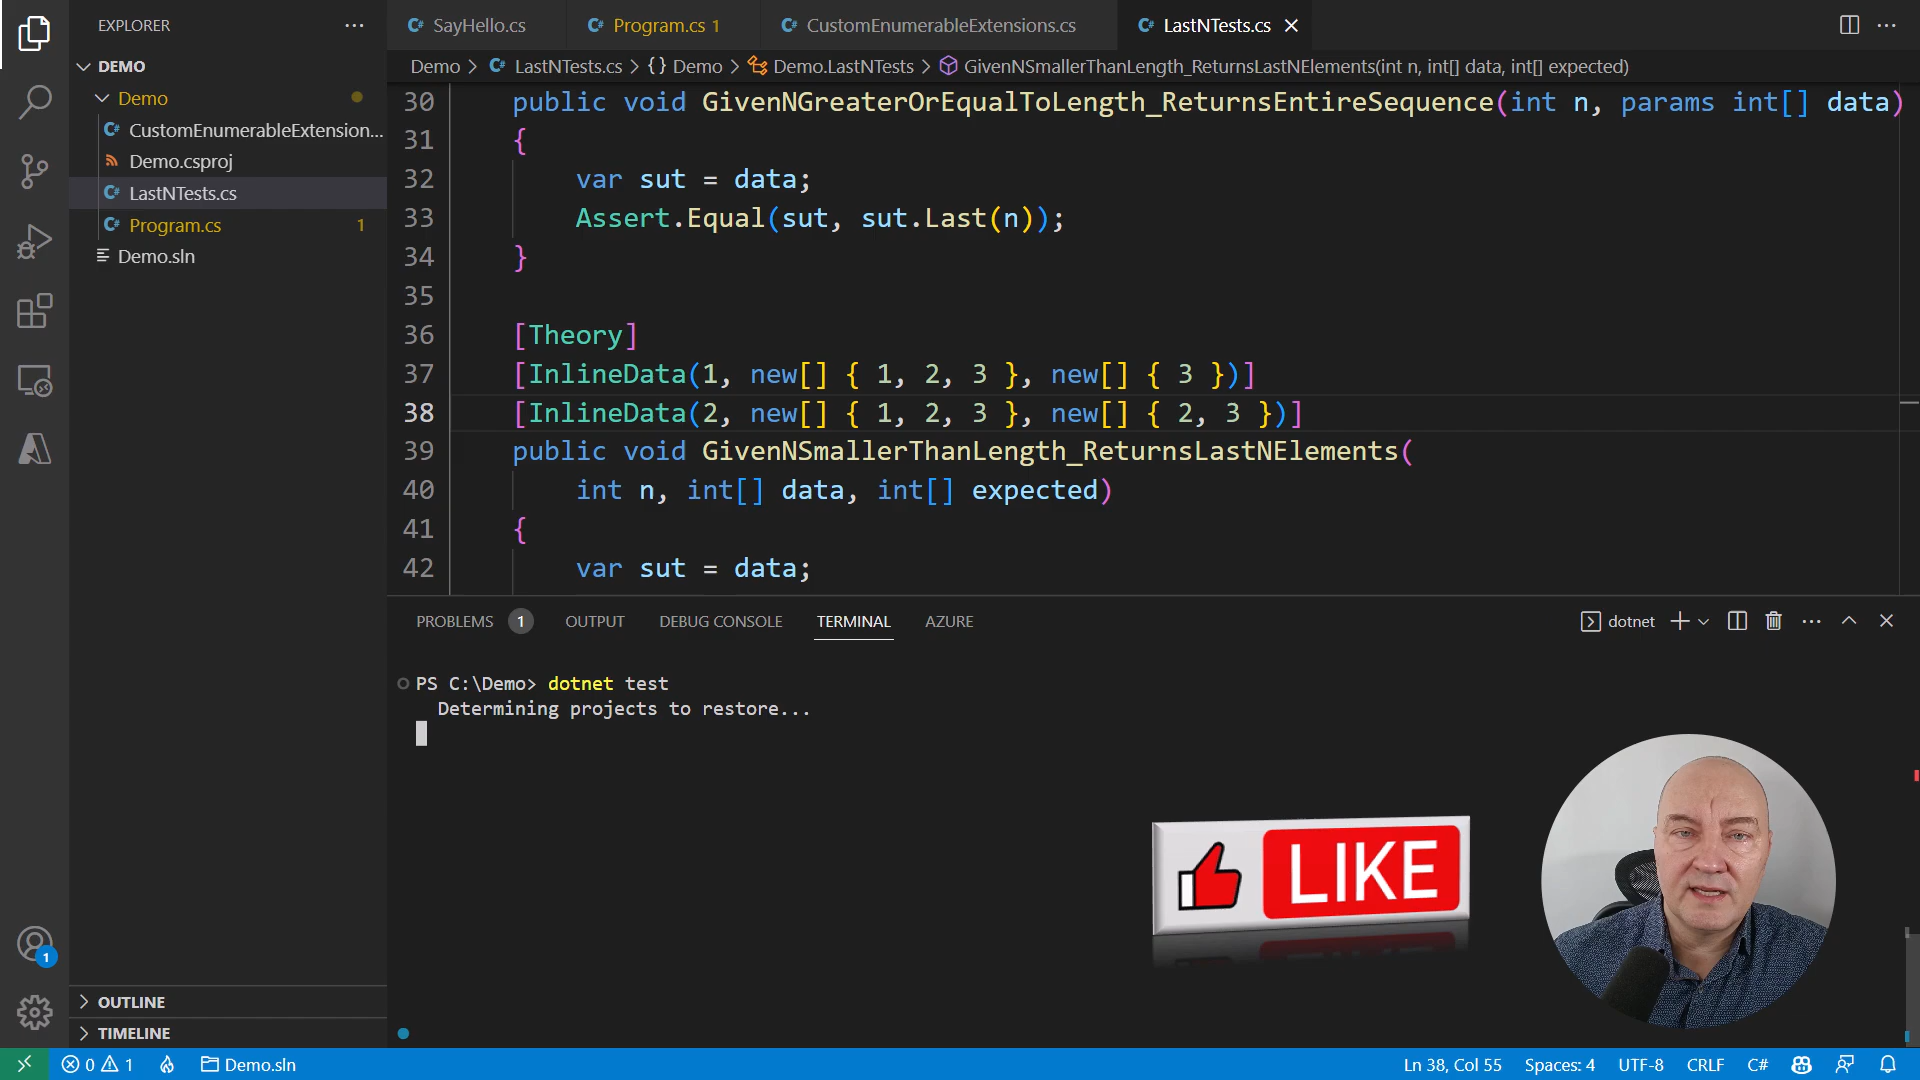 EXPLORER
DEMO
Demo
CustomEnumerableExtension...
Demo.csproj
LastNTests.cs
Program.cs 1
Demo.sln
OUTLINE
TIMELINE
SayHello.cs
Program.cs 1
CustomEnumerableExtensions.cs
LastNTests.cs
Demo > LastNTests.cs > {} Demo > Demo.LastNTests > GivenNSmallerThanLength_ReturnsLastNElements(int n, int[] data, int[] expected)
30 public void GivenNGreaterOrEqualToLength_ReturnsEntireSequence(int n, params int[] data)
31 {
32 var sut = data;
33 Assert.Equal(sut, sut.Last(n));
34 }
35
36 [Theory]
37 [InlineData(1, new[] { 1, 2, 3 }, new[] { 3 })]
38 [InlineData(2, new[] { 1, 2, 3 }, new[] { 2, 3 })]
39 public void GivenNSmallerThanLength_ReturnsLastNElements(
40 int n, int[] data, int[] expected)
41 {
42 var sut = data;
PROBLEMS 1 OUTPUT DEBUG CONSOLE TERMINAL AZURE
dotnet
PS C:\Demo> dotnet test
Determining projects to restore...
LIKE
1
0 1 Demo.sln
Ln 38, Col 55 Spaces: 4 UTF-8 CRLF C#